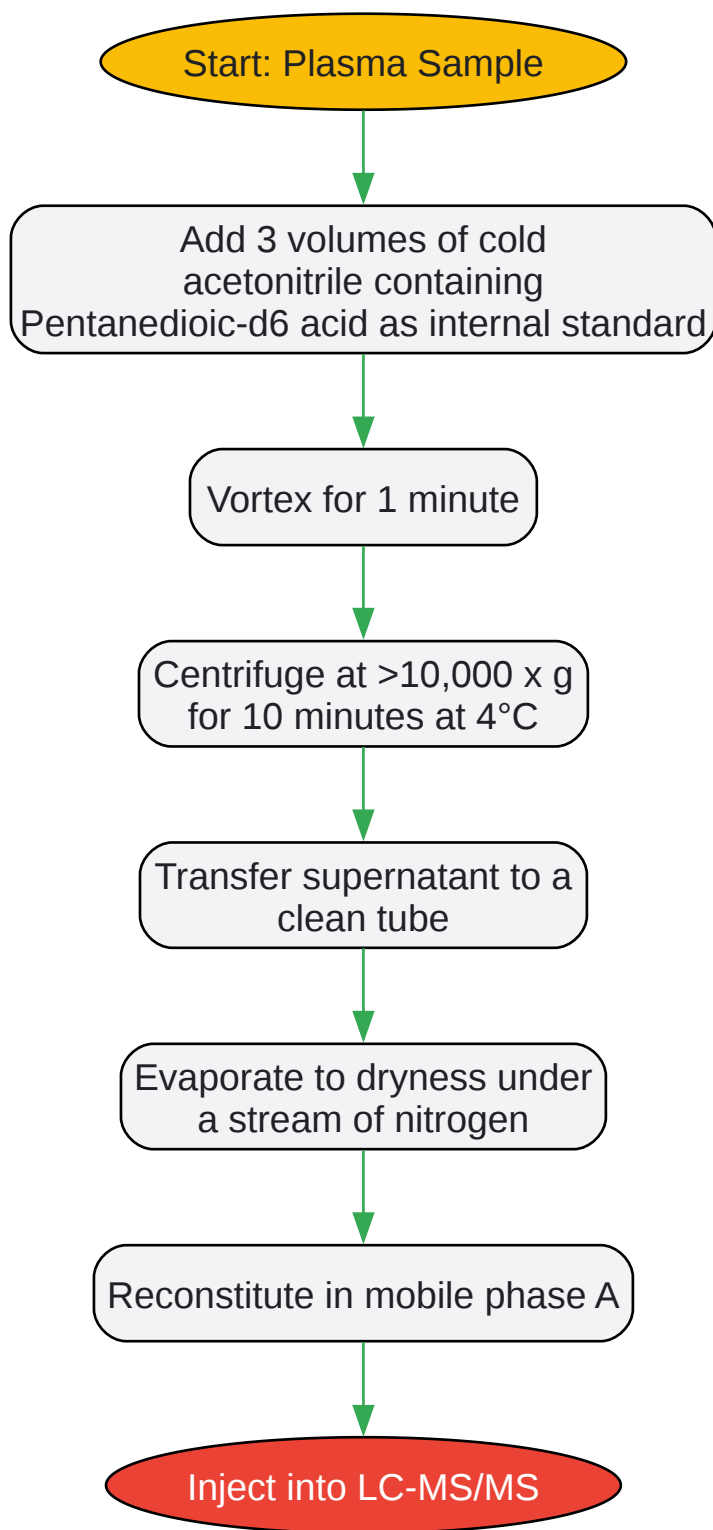 Start: Plasma Sample
Add 3 volumes of cold
acetonitrile containing
Pentanedioic-d6 acid as internal standard
Vortex for 1 minute
Centrifuge at >10,000 x g
for 10 minutes at 4°C
Transfer supernatant to a
clean tube
Evaporate to dryness under
a stream of nitrogen
Reconstitute in mobile phase A
Inject into LC-MS/MS